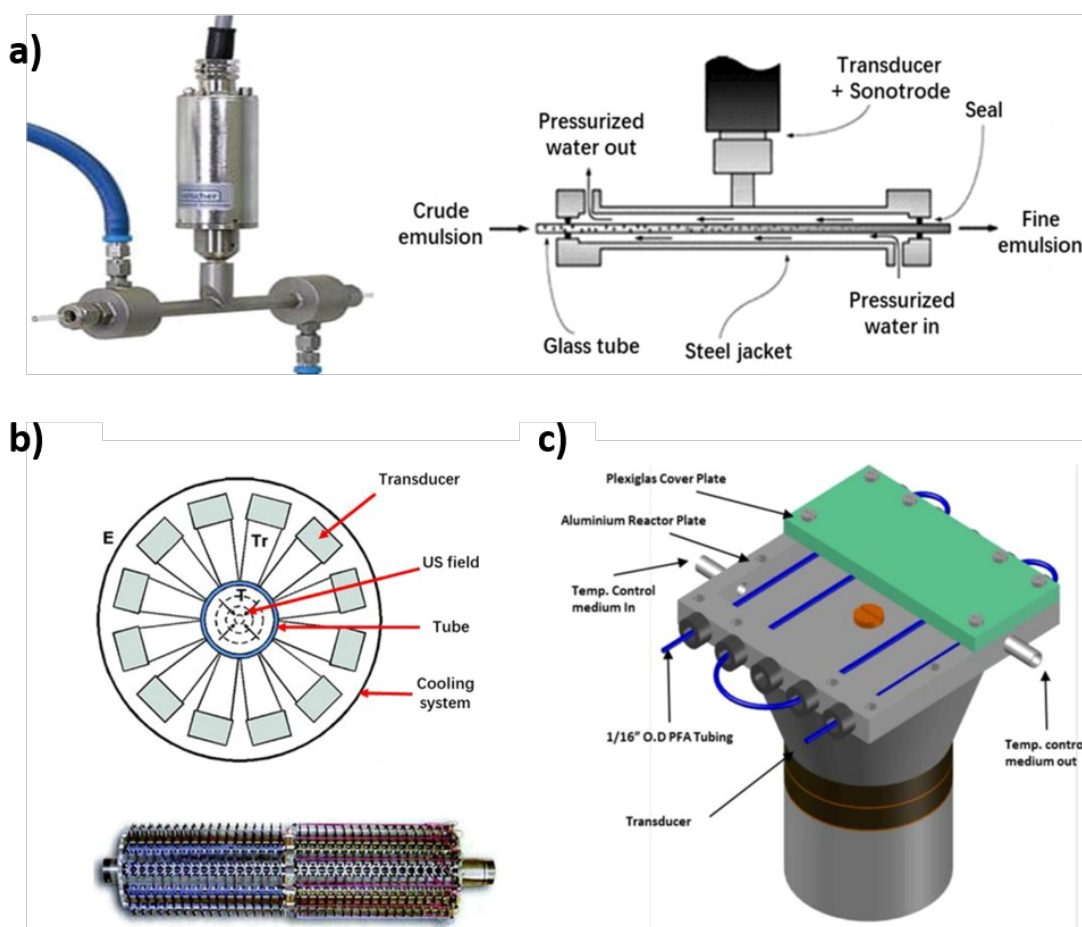 a)
Transducer
+ Sonotrode
Pressurized
water out
Seal
Crude
emulsion
Fine
emulsion
Glass tube
Steel jacket
Pressurized
water in
b)
Transducer
E
Tr
US field
T
Tube
Cooling
system
c)
Plexiglas Cover Plate
Aluminium Reactor Plate
Temp. Control
medium In
1/16" O.D PFA Tubing
Temp. control
medium out
Transducer